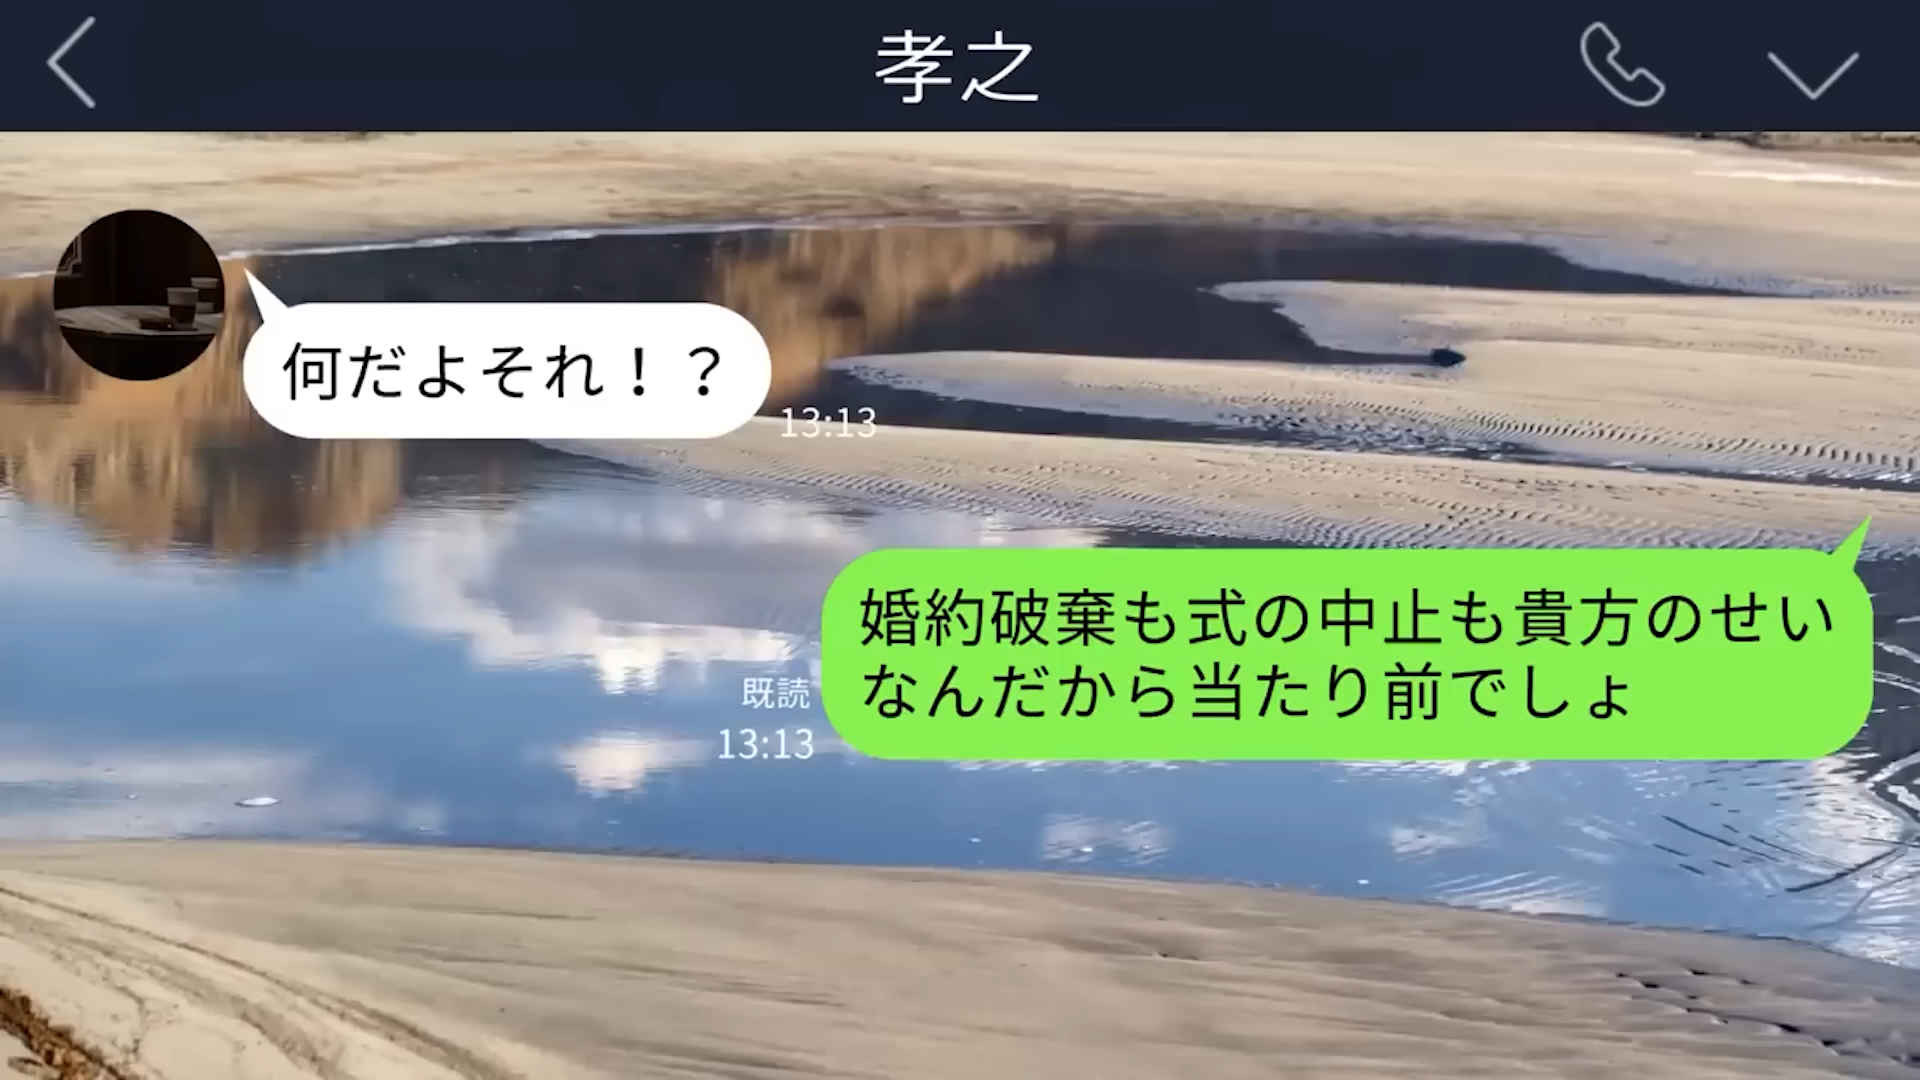 孝之
何だよそれ！？
13:13
婚約破棄も式の中止も貴方のせい
なんだから当たり前でしょ
既読
13:13